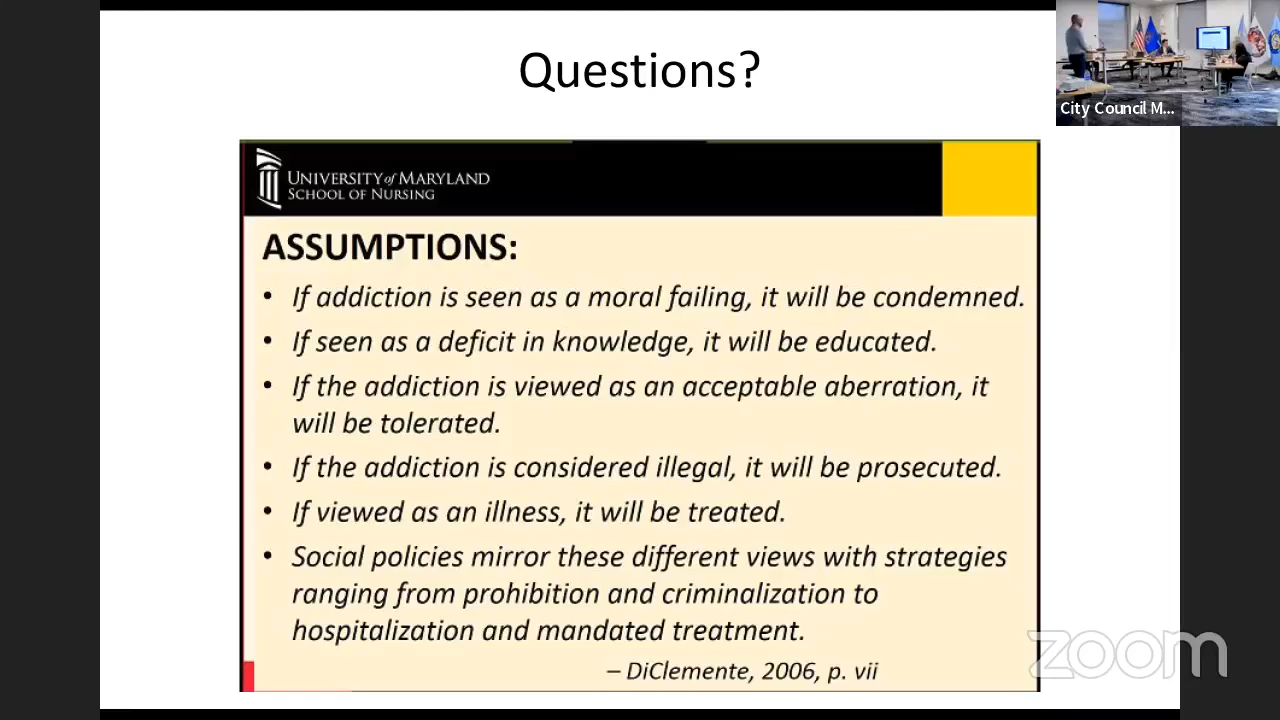 Questions?
City Council M...
UNIVERSITY of MARYLAND
SCHOOL OF NURSING
ASSUMPTIONS:
• If addiction is seen as a moral failing, it will be condemned.
• If seen as a deficit in knowledge, it will be educated.
• If the addiction is viewed as an acceptable aberration, it
will be tolerated.
• If the addiction is considered illegal, it will be prosecuted.
• If viewed as an illness, it will be treated.
• Social policies mirror these different views with strategies
ranging from prohibition and criminalization to
hospitalization and mandated treatment.
– DiClemente, 2006, p. vii
zoom